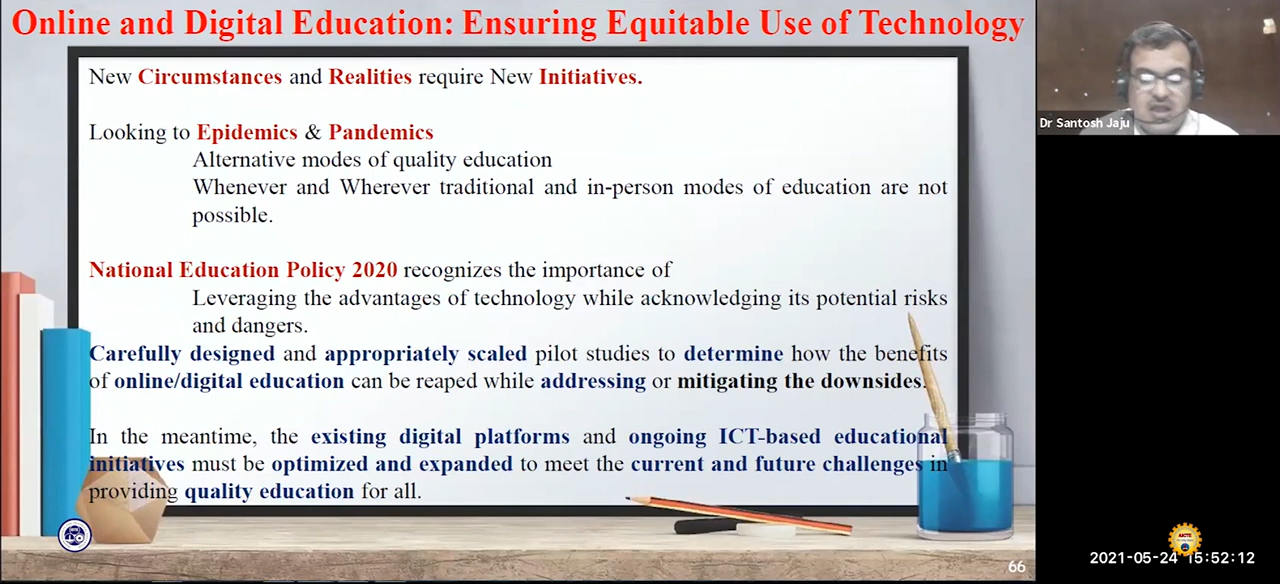 Online and Digital Education: Ensuring Equitable Use of Technology
New Circumstances and Realities require New Initiatives.
Looking to Epidemics & Pandemics
Alternative modes of quality education
Whenever and Wherever traditional and in-person modes of education are not
possible.
National Education Policy 2020 recognizes the importance of
Leveraging the advantages of technology while acknowledging its potential risks
and dangers.
Carefully designed and appropriately scaled pilot studies to determine how the benefits
of online/digital education can be reaped while addressing or mitigating the downsides.
In the meantime, the existing digital platforms and ongoing ICT-based educational
initiatives must be optimized and expanded to meet the current and future challenges in
providing quality education for all.
66
Dr Santosh Jaju
AICTE
2021-05-24 15:52:12